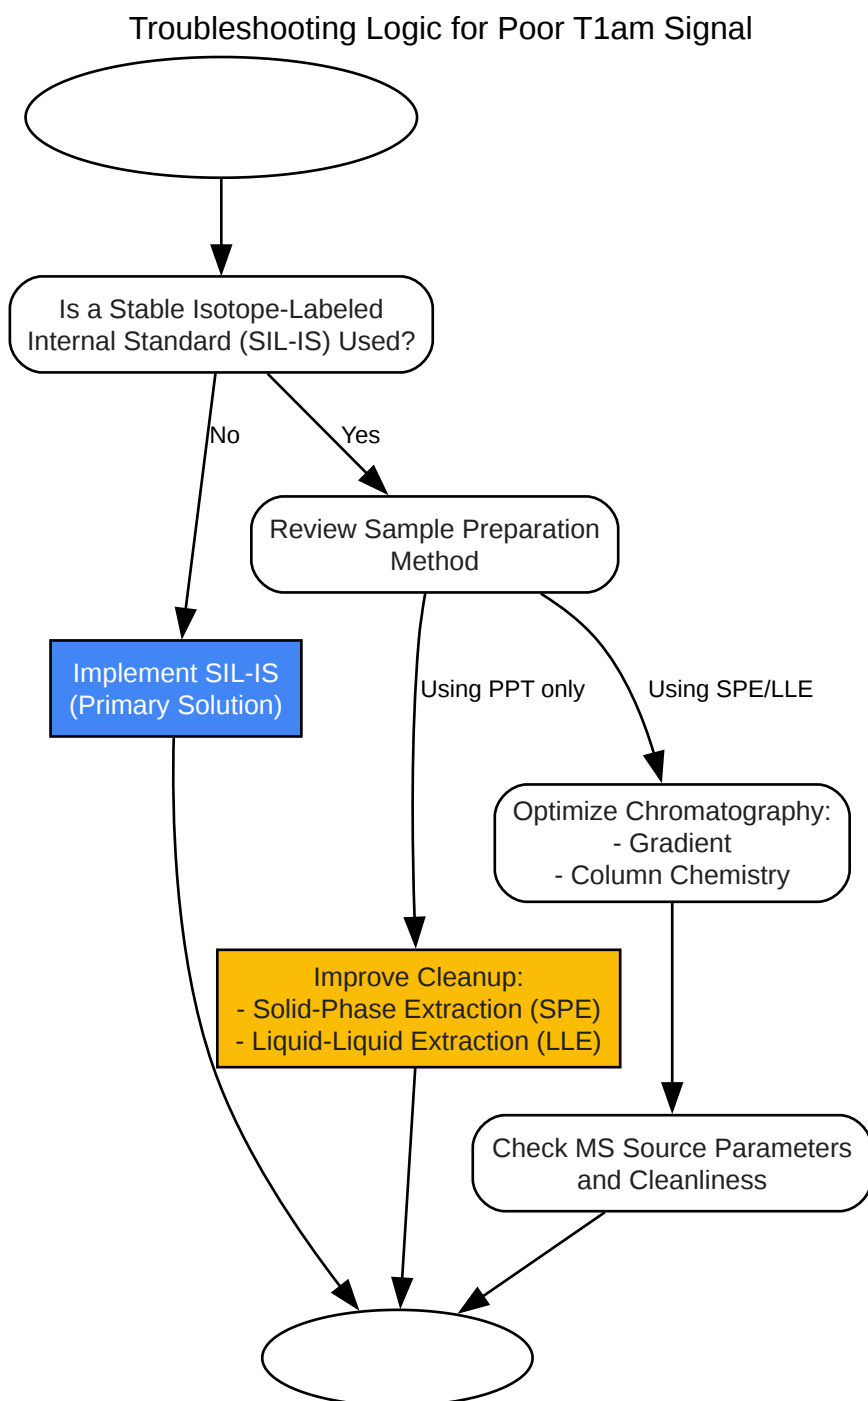 Troubleshooting Logic for Poor T1am Signal
Is a Stable Isotope-Labeled
Internal Standard (SIL-IS) Used?
No
Yes
Review Sample Preparation
Method
Implement SIL-IS
(Primary Solution)
Using PPT only
Using SPE/LLE
Optimize Chromatography:
- Gradient
- Column Chemistry
Improve Cleanup:
- Solid-Phase Extraction (SPE)
- Liquid-Liquid Extraction (LLE)
Check MS Source Parameters
and Cleanliness